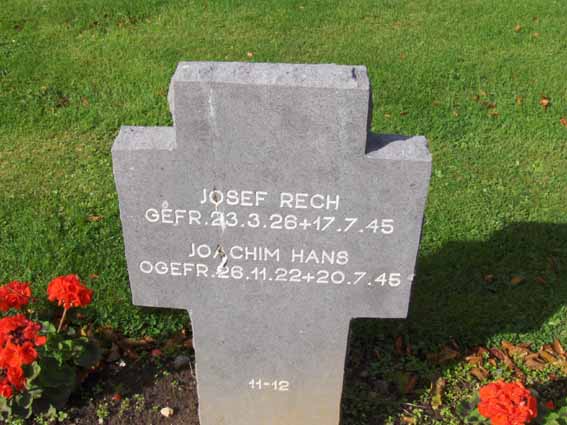 JOSEF RECH
GEFR.23.3.26+17.7.45
JOACHIM HANS
OGEFR.26.11.22+20.7.45
11-12